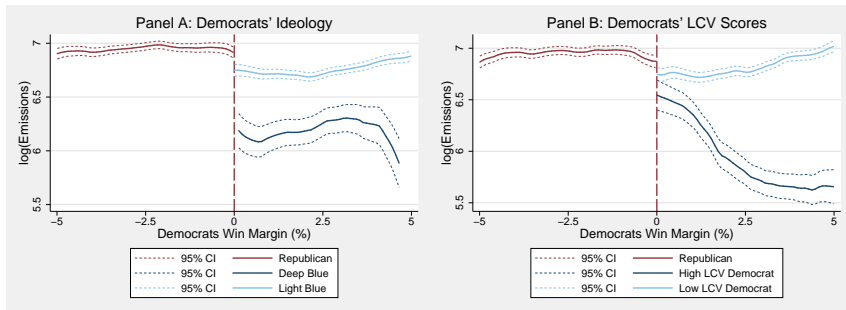 Panel A: Democrats' Ideology
log(Emissions)
7
6.5
6
5.5
−5
−2.5
0
2.5
5
Democrats Win Margin (%)
95% CI Republican
95% CI Deep Blue
95% CI Light Blue
Panel B: Democrats' LCV Scores
log(Emissions)
7
6.5
6
5.5
−5
−2.5
0
2.5
5
Democrats Win Margin (%)
95% CI Republican
95% CI High LCV Democrat
95% CI Low LCV Democrat